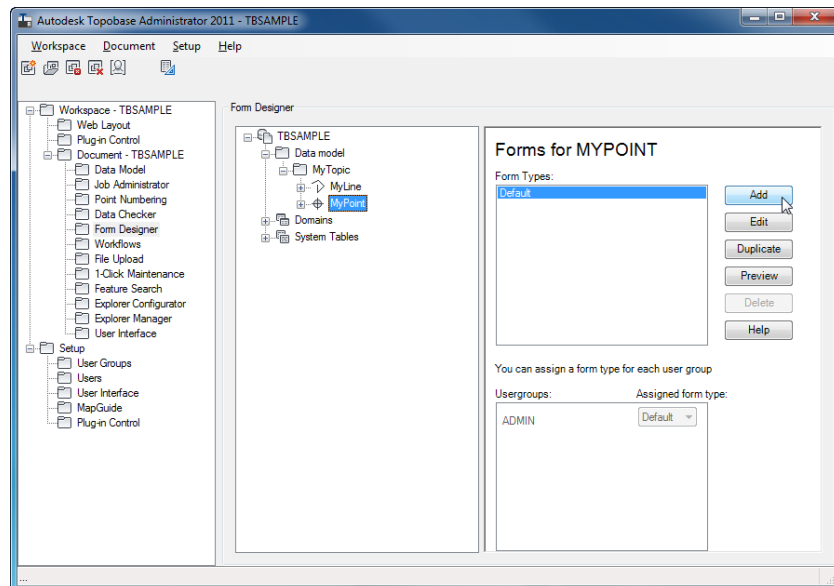 Autodesk Topobase Administrator 2011 - TBSAMPLE
Workspace Document Setup Help
Workspace - TBSAMPLE
Web Layout
Plug-in Control
Document - TBSAMPLE
Data Model
Job Administrator
Point Numbering
Data Checker
Form Designer
Workflows
File Upload
1-Click Maintenance
Feature Search
Explorer Configurator
Explorer Manager
User Interface
Setup
User Groups
Users
User Interface
MapGuide
Plug-in Control
Form Designer
TBSAMPLE
Data model
MyTopic
MyLine
MyPoint
Domains
System Tables
Forms for MYPOINT
Form Types:
Default
Add
Edit
Duplicate
Preview
Delete
Help
You can assign a form type for each user group
Usergroups: Assigned form type:
ADMIN Default
...